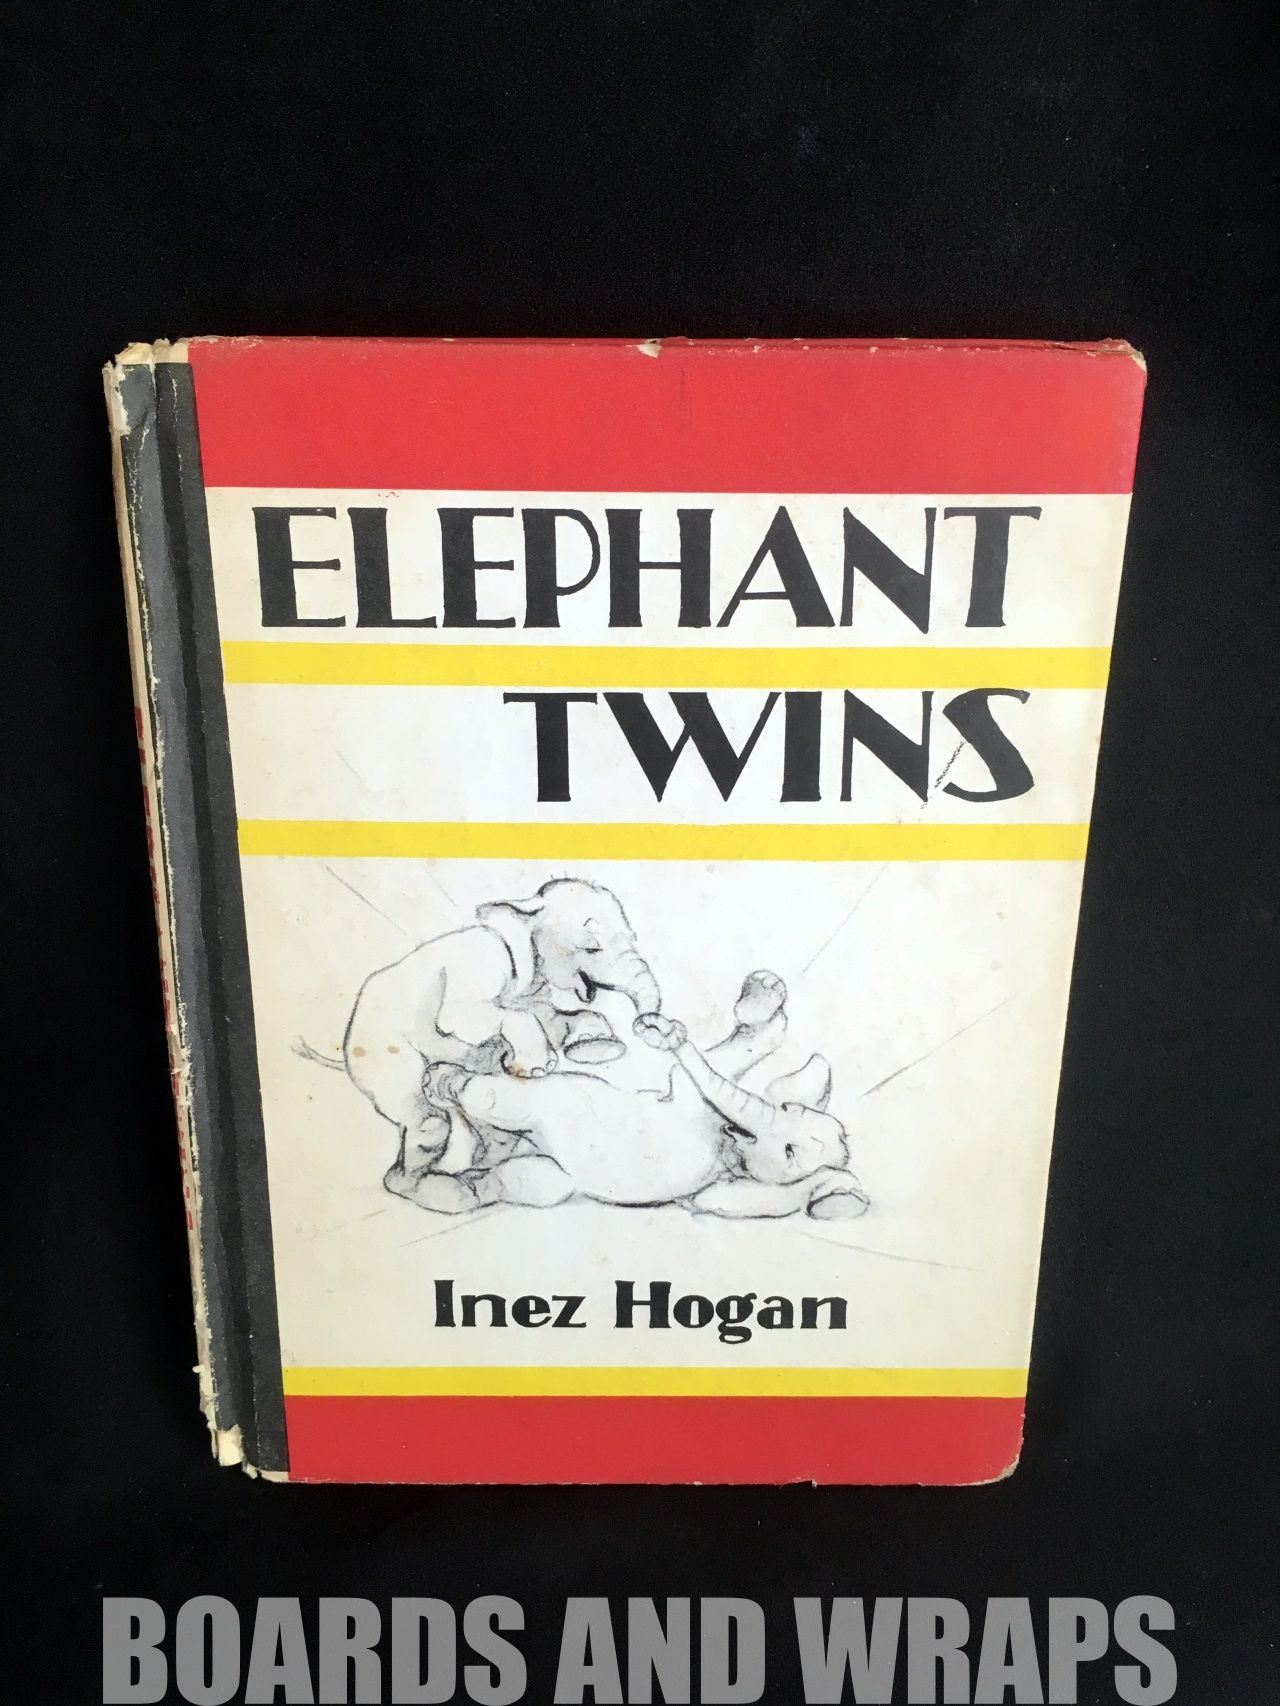 ELEPHANT
TWINS
Inez Hogan
BOARDS AND WRAPS